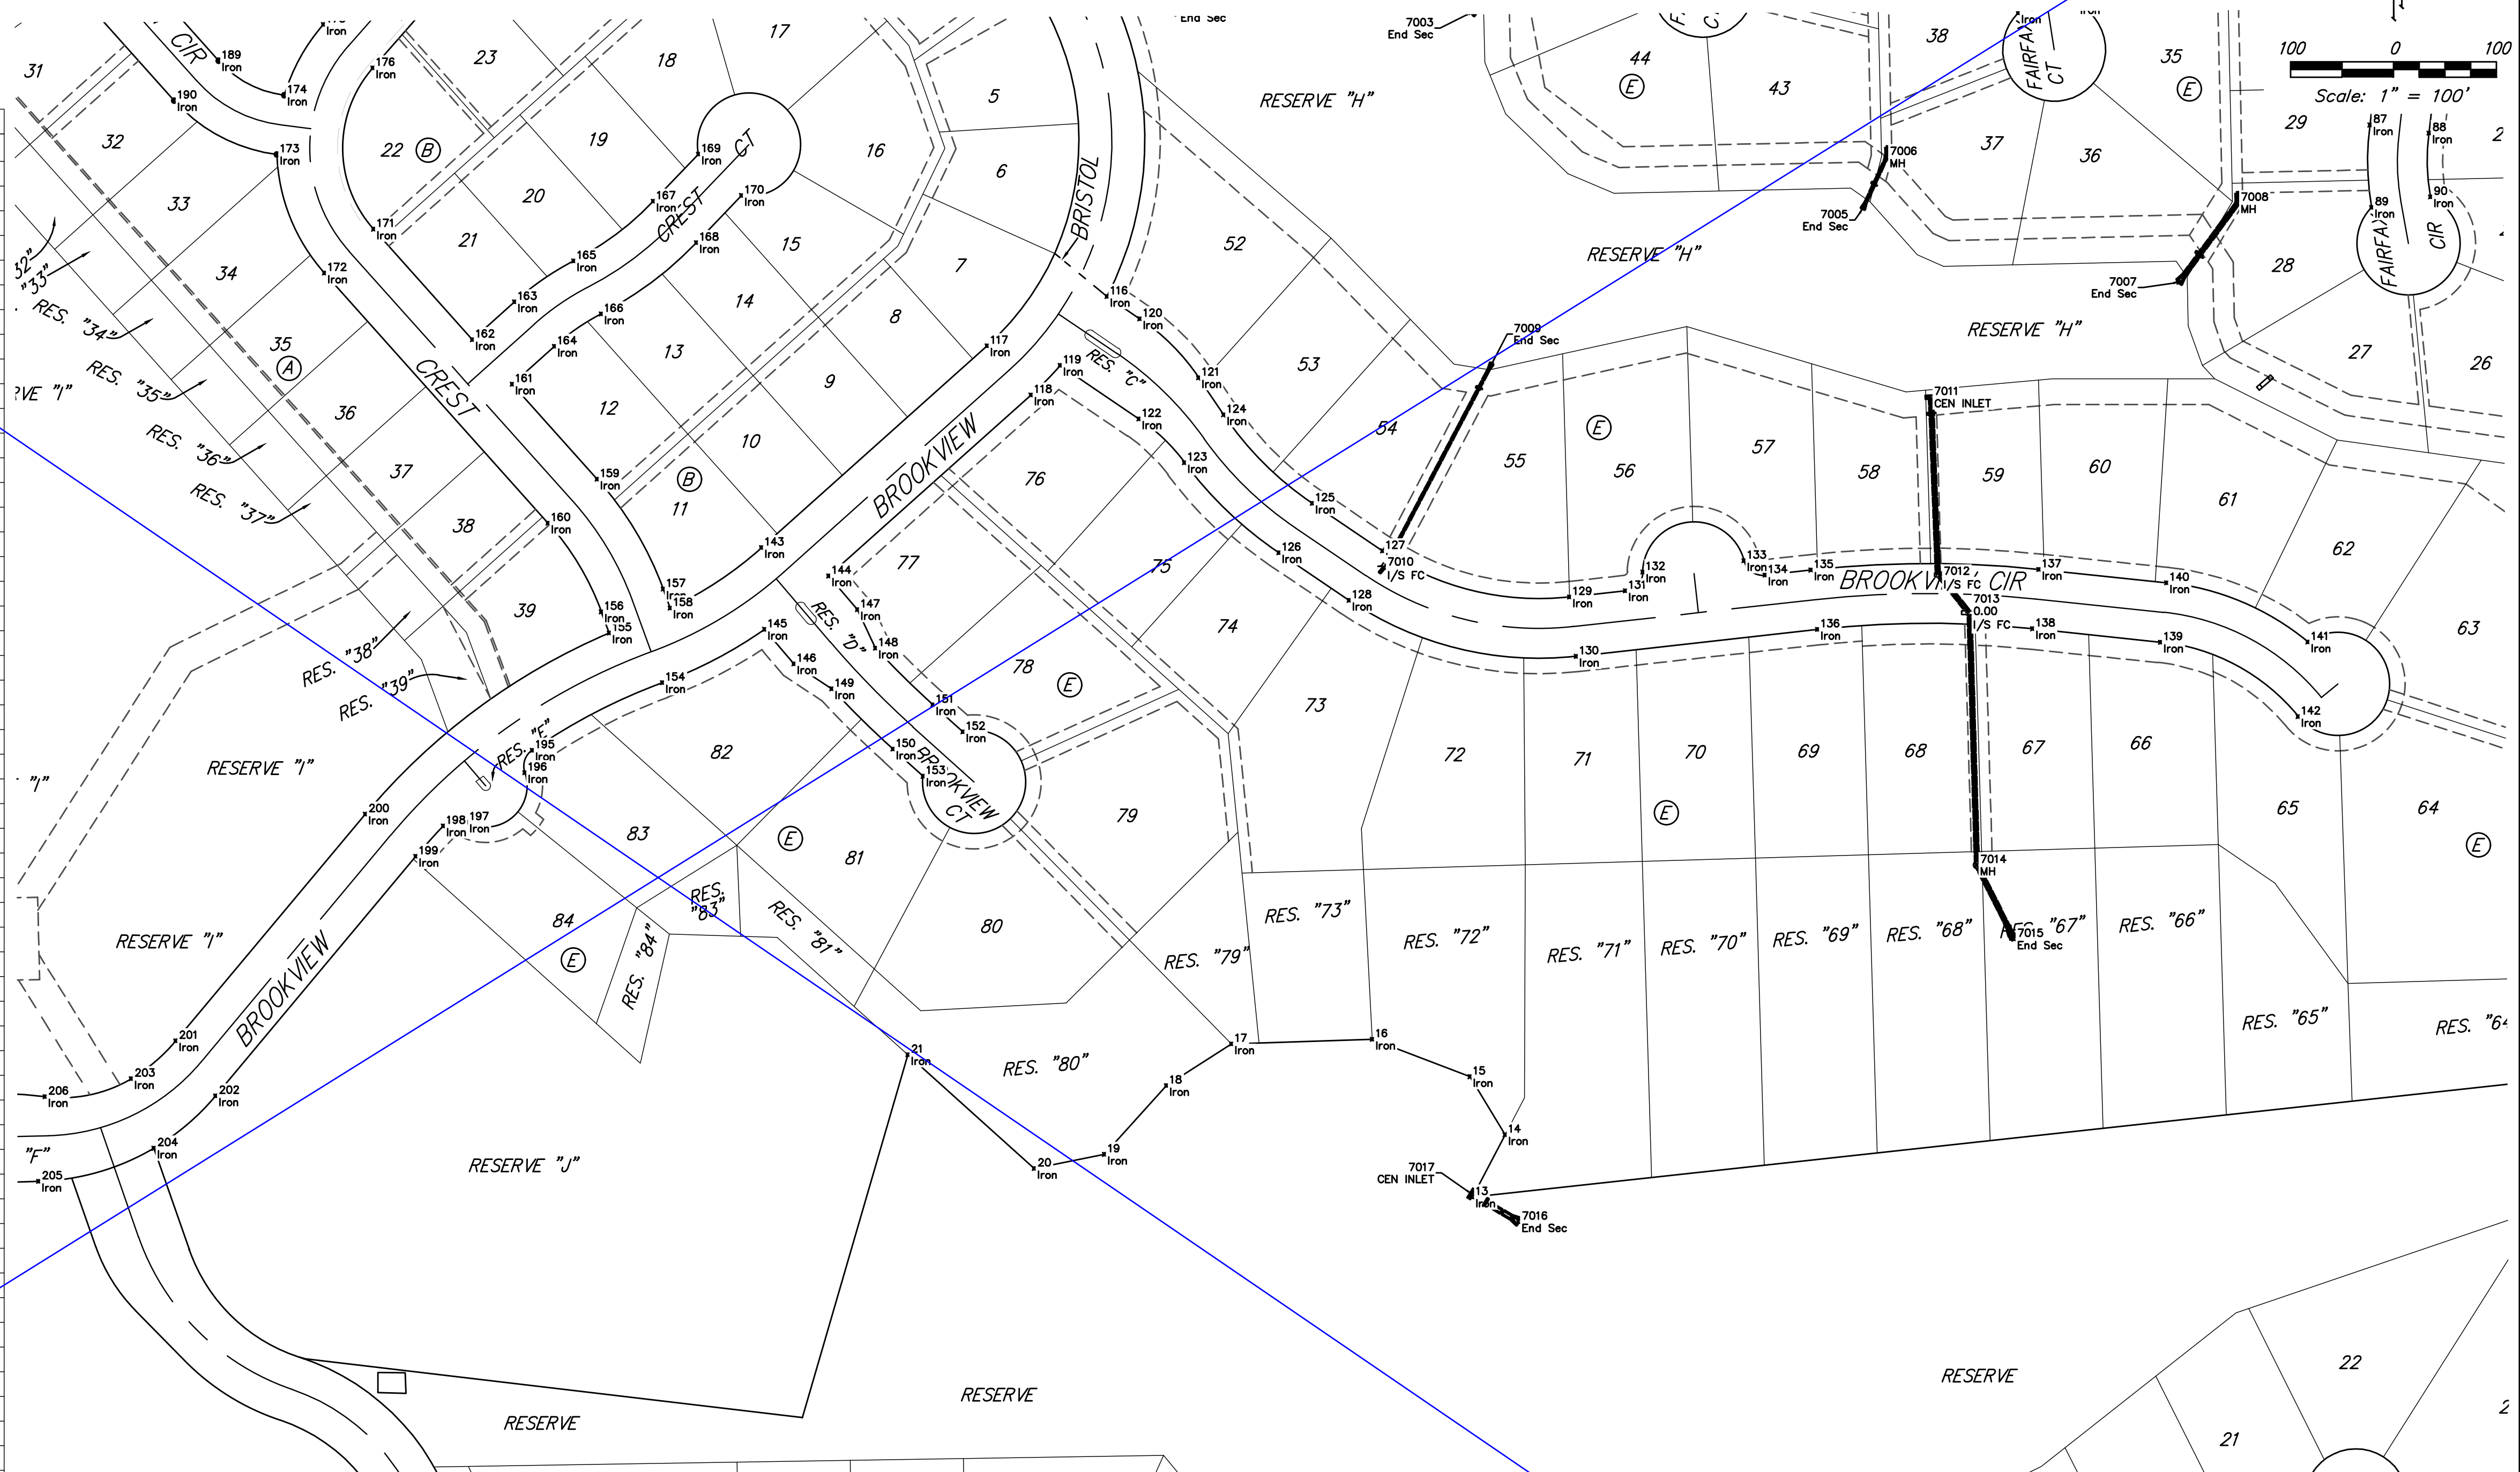 End Sec
7003
End Sec
100 0 100
Scale: 1" = 100'
CIR
31
189
Iron
174
Iron
190
Iron
176
Iron
23
18
17
5
RESERVE "H"
44
E
43
38
Iron
FAIRFAX
CT
35
E
29
87
Iron
88
Iron
32
173
Iron
22
B
19
169
Iron
CT
16
6
BRISTOL
7006
MH
37
36
33
20
167
Iron
CREST
170
Iron
7005
End Sec
7008
MH
89
Iron
90
Iron
FAIRFAX
CIR
171
Iron
21
168
Iron
15
7
52
RESERVE "H"
28
7007
End Sec
32"
"33"
34
172
Iron
165
Iron
163
Iron
166
Iron
14
116
Iron
120
Iron
RES. "34"
35
A
162
Iron
164
Iron
13
8
117
Iron
RES. "C"
7009
End Sec
RESERVE "H"
27
26
RES. "35"
36
CREST
161
Iron
12
9
119
Iron
118
Iron
121
Iron
53
7011
CEN INLET
RES. "36"
37
10
BROOKVIEW
122
Iron
124
Iron
54
E
57
RES. "37"
38
159
Iron
B
11
76
123
Iron
125
Iron
55
56
58
59
60
61
160
Iron
143
Iron
77
75
126
Iron
127
Iron
7010
I/S FC
62
144
Iron
132
Iron
133
Iron
134
Iron
135
Iron
BROOKVIEW CIR
7012
I/S FC
137
Iron
140
Iron
39
156
Iron
155
Iron
157
Iron
158
Iron
147
Iron
RES. "D"
128
Iron
129
Iron
131
Iron
7013
0.00
I/S FC
RES. "38"
145
Iron
146
Iron
148
Iron
74
130
Iron
136
Iron
138
Iron
139
Iron
141
Iron
63
RES. "39"
154
Iron
149
Iron
151
Iron
78
E
73
142
Iron
RESERVE "I"
RES. "E"
195
Iron
196
Iron
82
150
Iron
152
Iron
153
Iron
BROOKVIEW
CT
72
71
70
69
68
67
66
200
Iron
198
Iron
197
Iron
83
E
79
E
65
64
199
Iron
81
E
7014
MH
84
RES.
"83"
RES. "81"
80
RES. "73"
RES. "72"
RES. "71"
RES. "70"
RES. "69"
RES. "68"
"67"
RES. "66"
RESERVE "I"
BROOKVIEW
E
RES. "84"
RES. "79"
7015
End Sec
201
Iron
21
Iron
RES. "80"
17
Iron
16
Iron
RES. "65"
203
Iron
206
Iron
202
Iron
18
Iron
15
Iron
"F"
204
Iron
205
Iron
RESERVE "J"
20
Iron
19
Iron
14
Iron
7017
CEN INLET
13
Iron
7016
End Sec
22
RESERVE
RESERVE
RESERVE
21